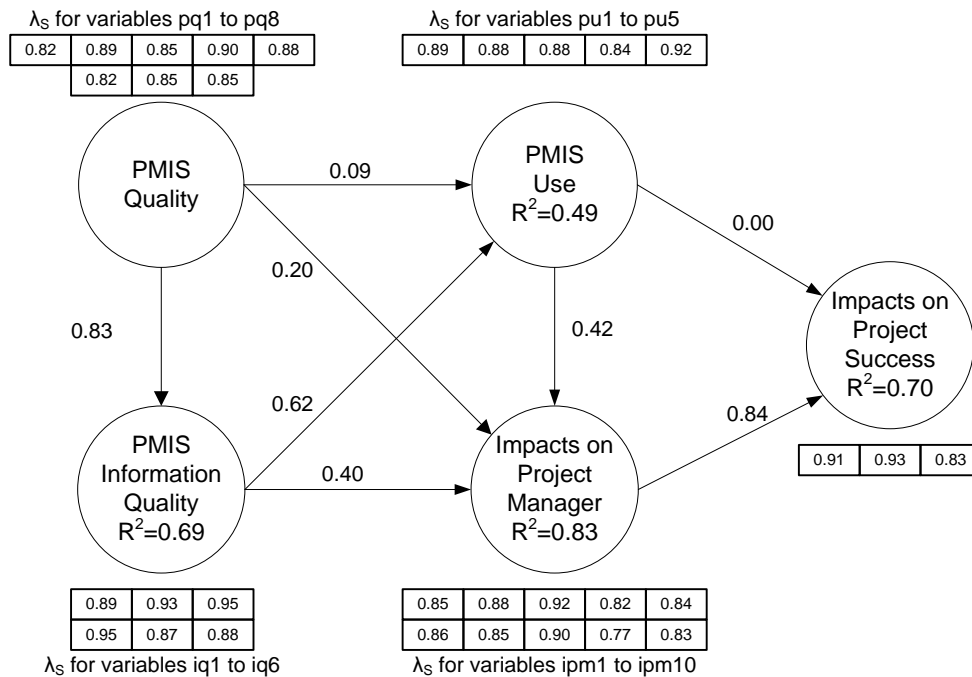 λS for variables pq1 to pq8
0.82 0.89 0.85 0.90 0.88
0.82 0.85 0.85
λS for variables pu1 to pu5
0.89 0.88 0.88 0.84 0.92
PMIS
Quality
0.09
PMIS
Use
R²=0.49
0.00
0.20
0.83
0.42
Impacts on
Project
Success
R²=0.70
0.62
0.84
PMIS
Information
Quality
R²=0.69
0.40
Impacts on
Project
Manager
R²=0.83
0.91 0.93 0.83
0.89 0.93 0.95
0.95 0.87 0.88
λS for variables iq1 to iq6
0.85 0.88 0.92 0.82 0.84
0.86 0.85 0.90 0.77 0.83
λS for variables ipm1 to ipm10